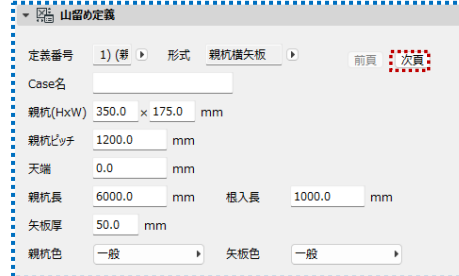 山留め定義
定義番号 1) (親 形式 親杭横矢板 前頁 次頁
Case名
親杭(HxW) 350.0 × 175.0 mm
親杭ピッチ 1200.0 mm
天端 0.0 mm
親杭長 6000.0 mm 根入長 1000.0 mm
矢板厚 50.0 mm
親杭色 一般 矢板色 一般